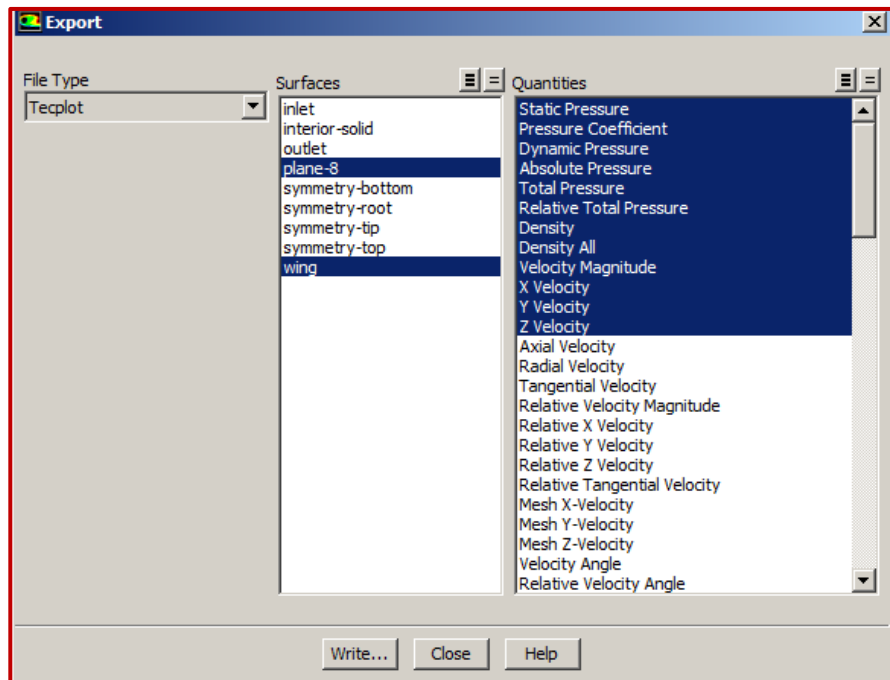 Export
File Type
Tecplot
Surfaces
inlet
interior-solid
outlet
plane-8
symmetry-bottom
symmetry-root
symmetry-tip
symmetry-top
wing
Quantities
Static Pressure
Pressure Coefficient
Dynamic Pressure
Absolute Pressure
Total Pressure
Relative Total Pressure
Density
Density All
Velocity Magnitude
X Velocity
Y Velocity
Z Velocity
Axial Velocity
Radial Velocity
Tangential Velocity
Relative Velocity Magnitude
Relative X Velocity
Relative Y Velocity
Relative Z Velocity
Relative Tangential Velocity
Mesh X-Velocity
Mesh Y-Velocity
Mesh Z-Velocity
Velocity Angle
Relative Velocity Angle
Write...
Close
Help